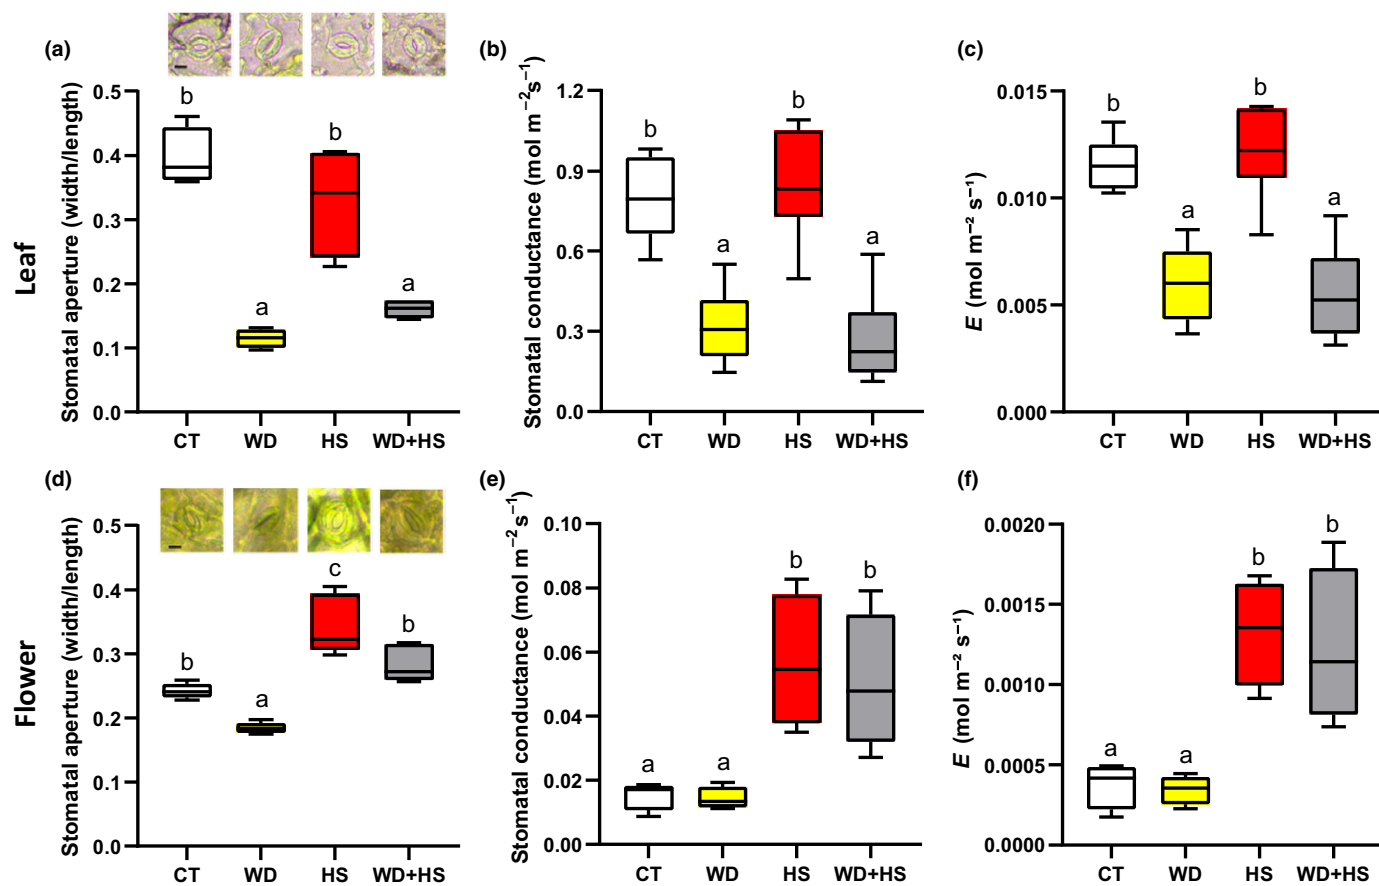 (a)
(b)
(c)
Leaf
Stomatal aperture (width/length)
0.5
0.4
0.3
0.2
0.1
0.0
b
a
b
a
CT WD HS WD+HS
Stomatal conductance (mol m⁻²s⁻¹)
1.2
0.9
0.6
0.3
0.0
b
a
b
a
CT WD HS WD+HS
E (mol m⁻² s⁻¹)
0.015
0.010
0.005
0.000
b
a
b
a
CT WD HS WD+HS
(d)
(e)
(f)
Flower
Stomatal aperture (width/length)
0.5
0.4
0.3
0.2
0.1
0.0
b
a
c
b
CT WD HS WD+HS
Stomatal conductance (mol m⁻²s⁻¹)
0.10
0.08
0.06
0.04
0.02
0.00
a
a
b
b
CT WD HS WD+HS
E (mol m⁻² s⁻¹)
0.0020
0.0015
0.0010
0.0005
0.0000
a
a
b
b
CT WD HS WD+HS